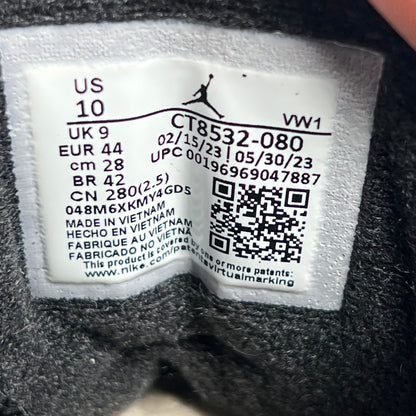 US
10
UK 9
EUR 44
cm 28
BR 42
CN 280(2.5)
VW1
CT8532-080
02/15/23 | 05/30/23
UPC 00196969047887
048M6XKMY4GD5
MADE IN VIETNAM
HECHO EN VIETNAM
FABRIQUE AU VIETNAM
FABRICADO NO VIETNÃ
This product is covered by one or more patents:
www.nike.com/patents
virtualmarking